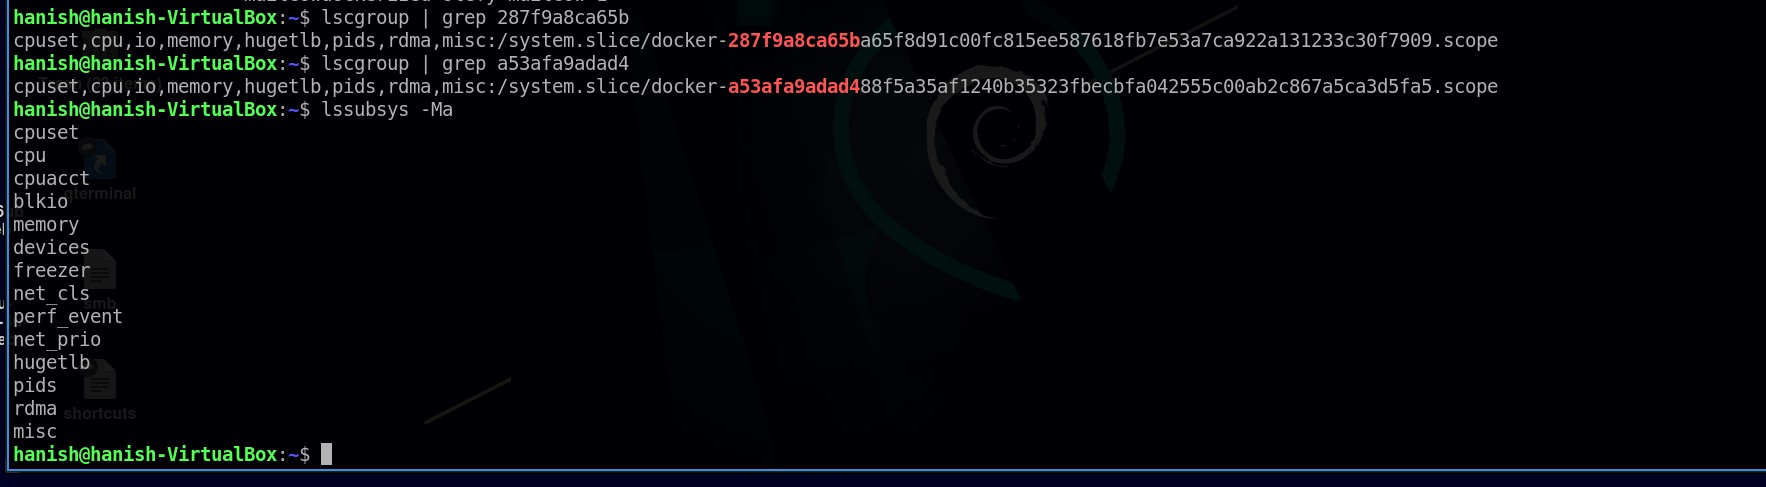 hanish@hanish-VirtualBox:~$ lscgroup | grep 287f9a8ca65b
cpuset,cpu,io,memory,hugetlb,pids,rdma,misc:/system.slice/docker-287f9a8ca65ba65f8d91c00fc815ee587618fb7e53a7ca922a131233c30f7909.scope
hanish@hanish-VirtualBox:~$ lscgroup | grep a53afa9adad4
cpuset,cpu,io,memory,hugetlb,pids,rdma,misc:/system.slice/docker-a53afa9adad488f5a35af1240b35323fbecbfa042555c00ab2c867a5ca3d5fa5.scope
hanish@hanish-VirtualBox:~$ lssubsys -Ma
cpuset
cpu
cpuacct
qterminal
blkio
memory
devices
freezer
net_cls
smb
perf_event
net_prio
hugetlb
pids
rdma
shortcuts
misc
hanish@hanish-VirtualBox:~$